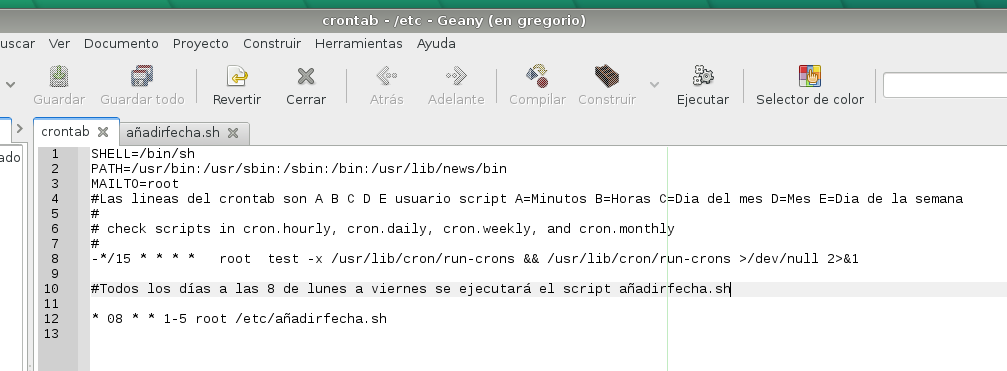 crontab - /etc - Geany (en gregorio)
uscar Ver Documento Proyecto Construir Herramientas Ayuda
Guardar Guardar todo Revertir Cerrar Atrás Adelante Compilar Construir Ejecutar Selector de color
crontab añadirfecha.sh
ado
1 SHELL=/bin/sh
2 PATH=/usr/bin:/usr/sbin:/sbin:/bin:/usr/lib/news/bin
3 MAILTO=root
4 #Las lineas del crontab son A B C D E usuario script A=Minutos B=Horas C=Dia del mes D=Mes E=Dia de la semana
5 #
6 # check scripts in cron.hourly, cron.daily, cron.weekly, and cron.monthly
7 #
8 -*/15 * * * *   root  test -x /usr/lib/cron/run-crons && /usr/lib/cron/run-crons >/dev/null 2>&1
9
10 #Todos los días a las 8 de lunes a viernes se ejecutará el script añadirfecha.sh
11
12 * 08 * * 1-5 root /etc/añadirfecha.sh
13